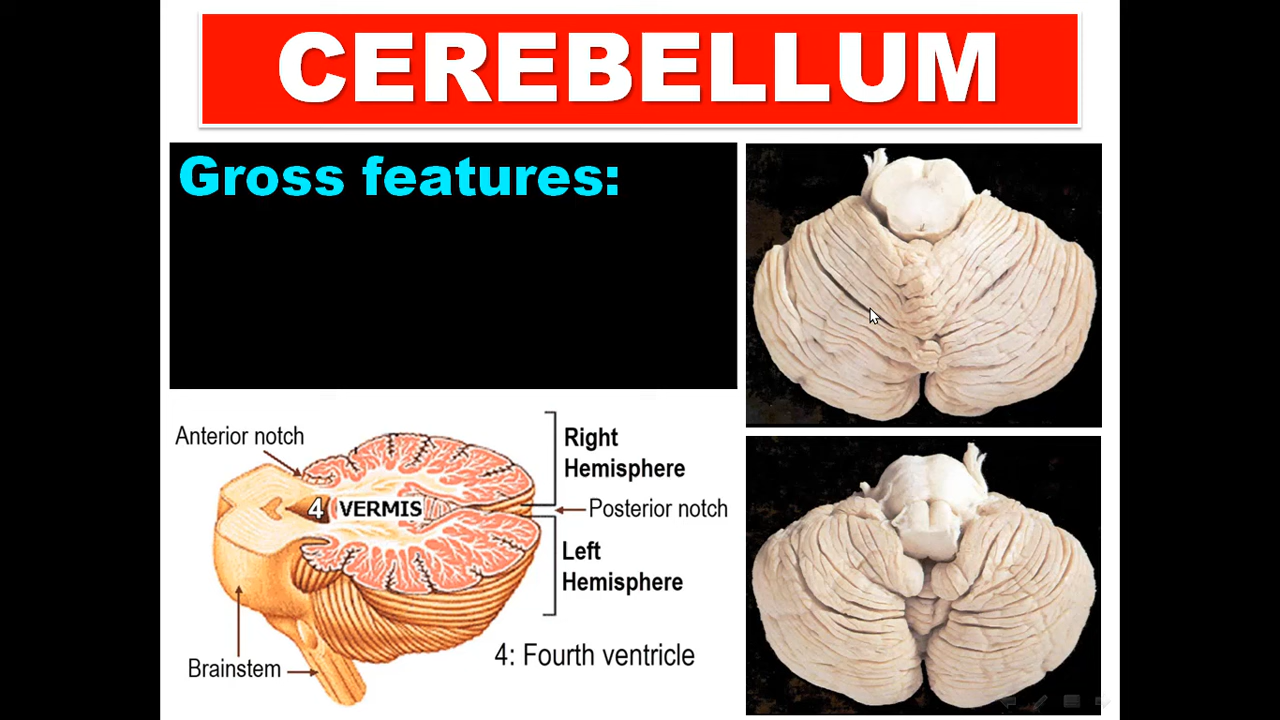 CEREBELLUM
Gross features:
Anterior notch
Right
Hemisphere
4 VERMIS
Posterior notch
Left
Hemisphere
4: Fourth ventricle
Brainstem